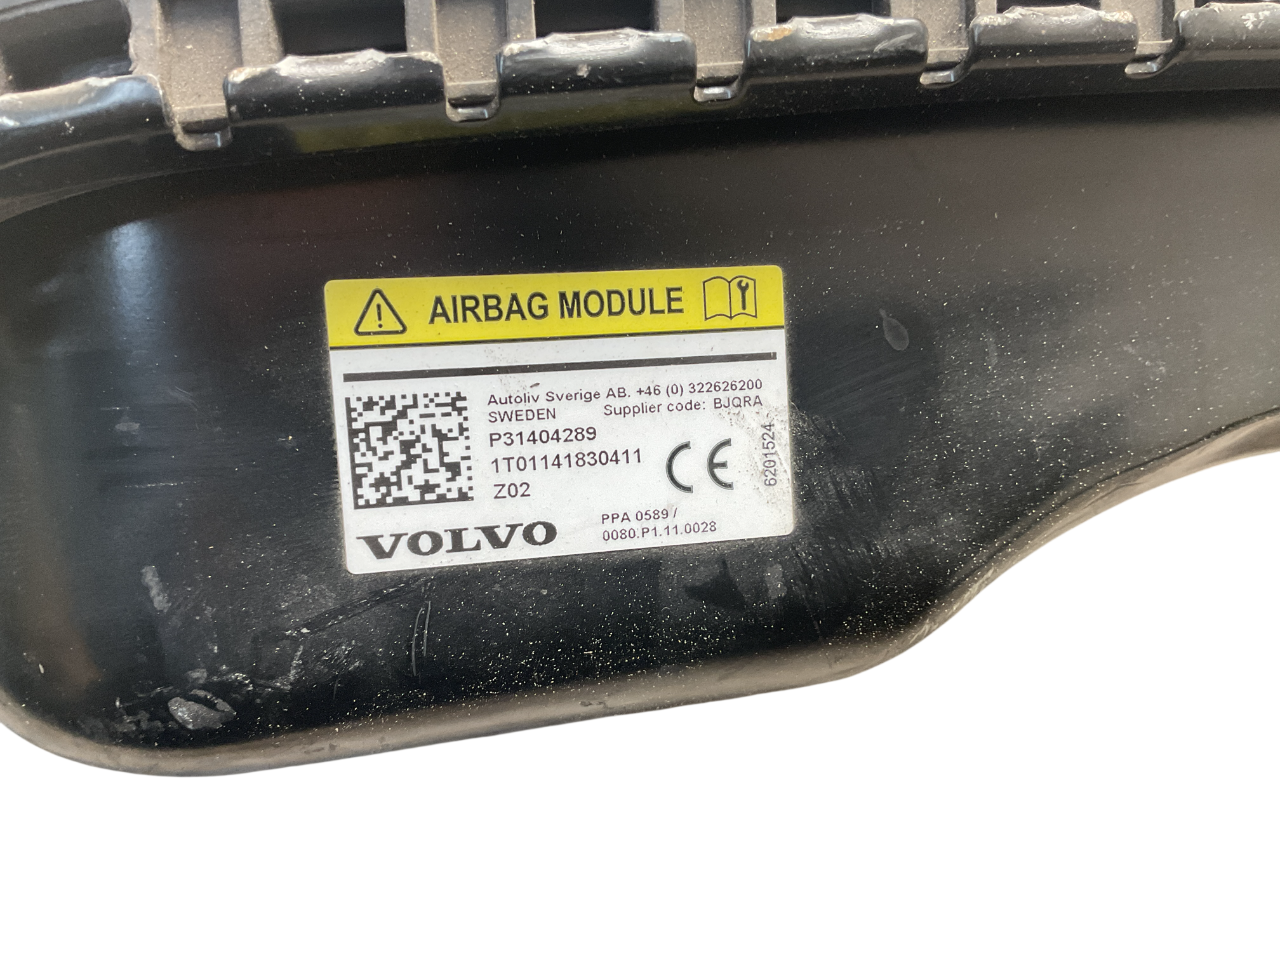 AIRBAG MODULE
Autoliv Sverige AB. +46 (0) 322626200
SWEDEN Supplier code: BJQRA
P31404289
1T01141830411
Z02
CE
6201524
VOLVO
PPA 0589 /
0080.P1.11.0028